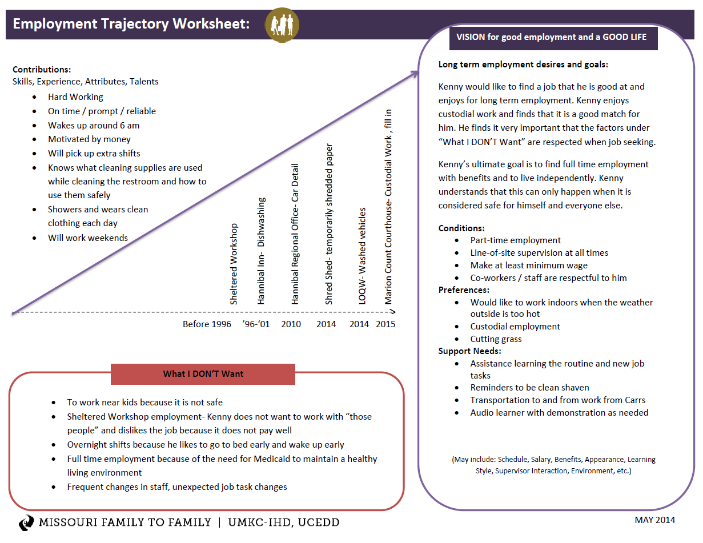 Employment Trajectory Worksheet:
VISION for good employment and a GOOD LIFE
Contributions:
Skills, Experience, Attributes, Talents
• Hard Working
• On time / prompt / reliable
• Wakes up around 6 am
• Motivated by money
• Will pick up extra shifts
• Knows what cleaning supplies are used
while cleaning the restroom and how to
use them safely
• Showers and wears clean
clothing each day
• Will work weekends
Sheltered Workshop
Hannibal Inn- Dishwashing
Hannibal Regional Office- Car Detail
Shred Shed- temporarily shredded paper
LOQW- Washed vehicles
Marion Count Courthouse- Custodial Work , fill in
Before 1996 '96-'01 2010 2014 2014 2015
Long term employment desires and goals:
Kenny would like to find a job that he is good at and
enjoys for long term employment. Kenny enjoys
custodial work and finds that it is a good match for
him. He finds it very important that the factors under
"What I DON'T Want" are respected when job seeking.
Kenny's ultimate goal is to find full time employment
with benefits and to live independently. Kenny
understands that this can only happen when it is
considered safe for himself and everyone else.
Conditions:
• Part-time employment
• Line-of-site supervision at all times
• Make at least minimum wage
• Co-workers / staff are respectful to him
Preferences:
• Would like to work indoors when the weather
outside is too hot
• Custodial employment
• Cutting grass
Support Needs:
• Assistance learning the routine and new job
tasks
• Reminders to be clean shaven
• Transportation to and from work from Carrs
• Audio learner with demonstration as needed
(May include: Schedule, Salary, Benefits, Appearance, Learning
Style, Supervisor Interaction, Environment, etc.)
What I DON'T Want
• To work near kids because it is not safe
• Sheltered Workshop employment- Kenny does not want to work with "those
people" and dislikes the job because it does not pay well
• Overnight shifts because he likes to go to bed early and wake up early
• Full time employment because of the need for Medicaid to maintain a healthy
living environment
• Frequent changes in staff, unexpected job task changes
MISSOURI FAMILY TO FAMILY | UMKC-IHD, UCEDD
MAY 2014